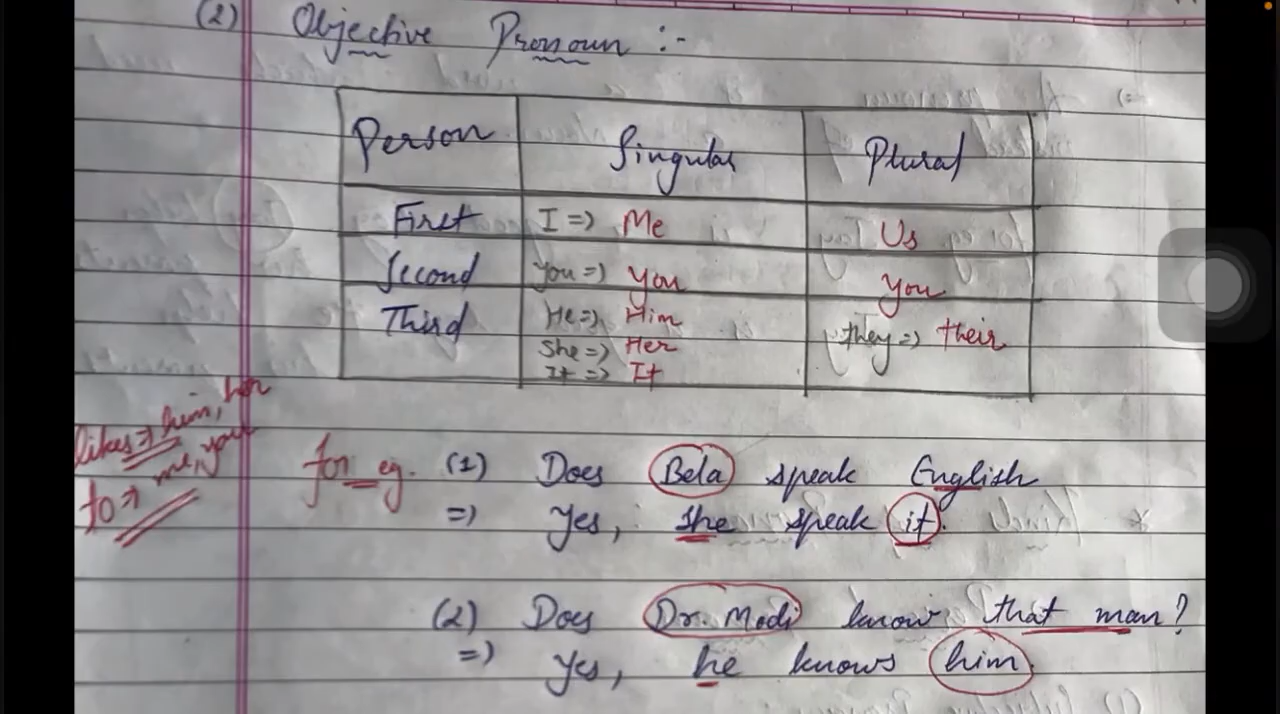 (2) Objective Pronoun :-
Person Singular Plural
First I => Me Us
Second You => You You
Third He => Him they => their
She => Her
It => It
likes => him, her
to => me, you
for eg. (1) Does Bela speak English
=> Yes, she speak it.
(2) Does Dr. Modi know that man?
=> Yes, he knows him.